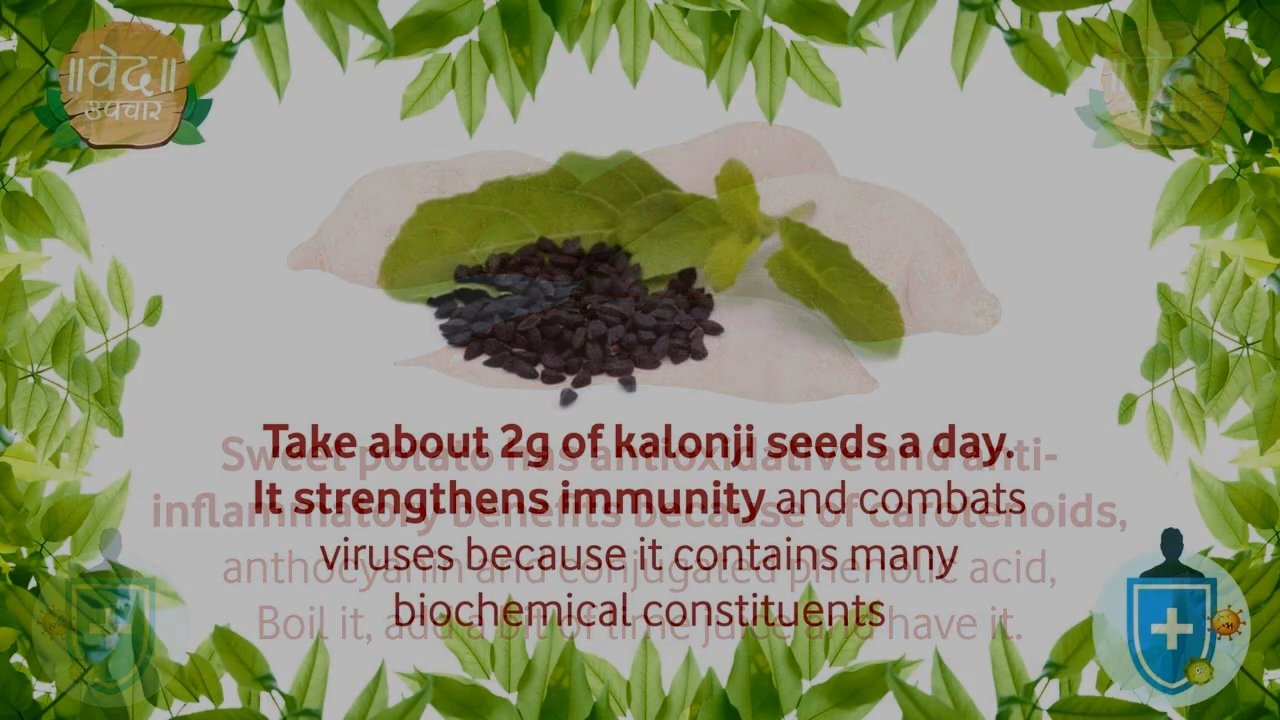 ॥वेद॥
उपचार
Take about 2g of kalonji seeds a day.
It strengthens immunity and combats
viruses because it contains many
biochemical constituents
Sweet potato has antioxidative and anti-
inflammatory benefits because of carotenoids,
anthocyanin and conjugated phenolic acid,
Boil it, add a bit of lime juice and have it.